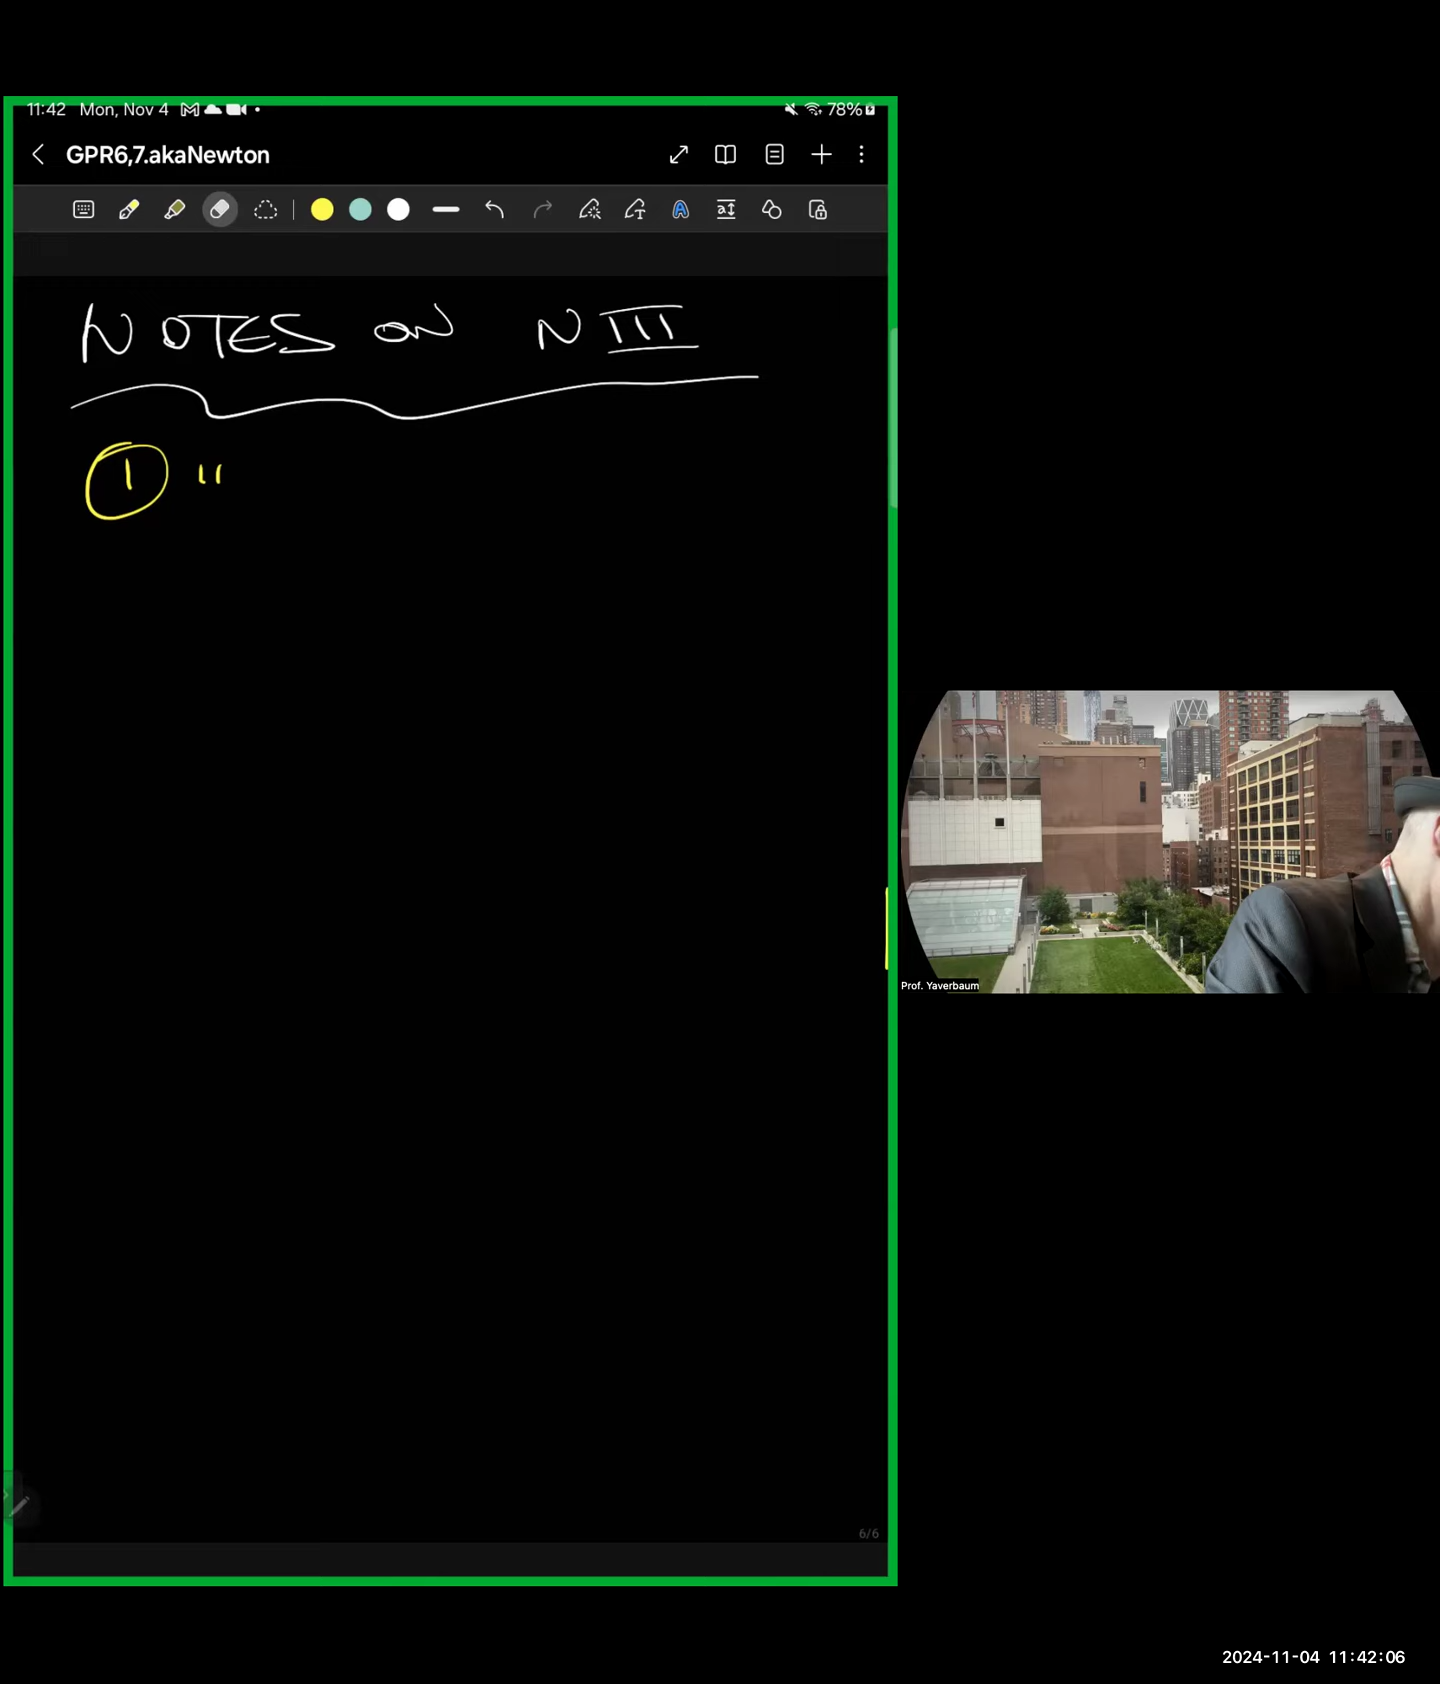 11:42 Mon, Nov 4 78%
GPR6,7.akaNewton
NOTES ON NIII
1 "
Prof. Yaverbaum
6/6
2024-11-04 11:42:06